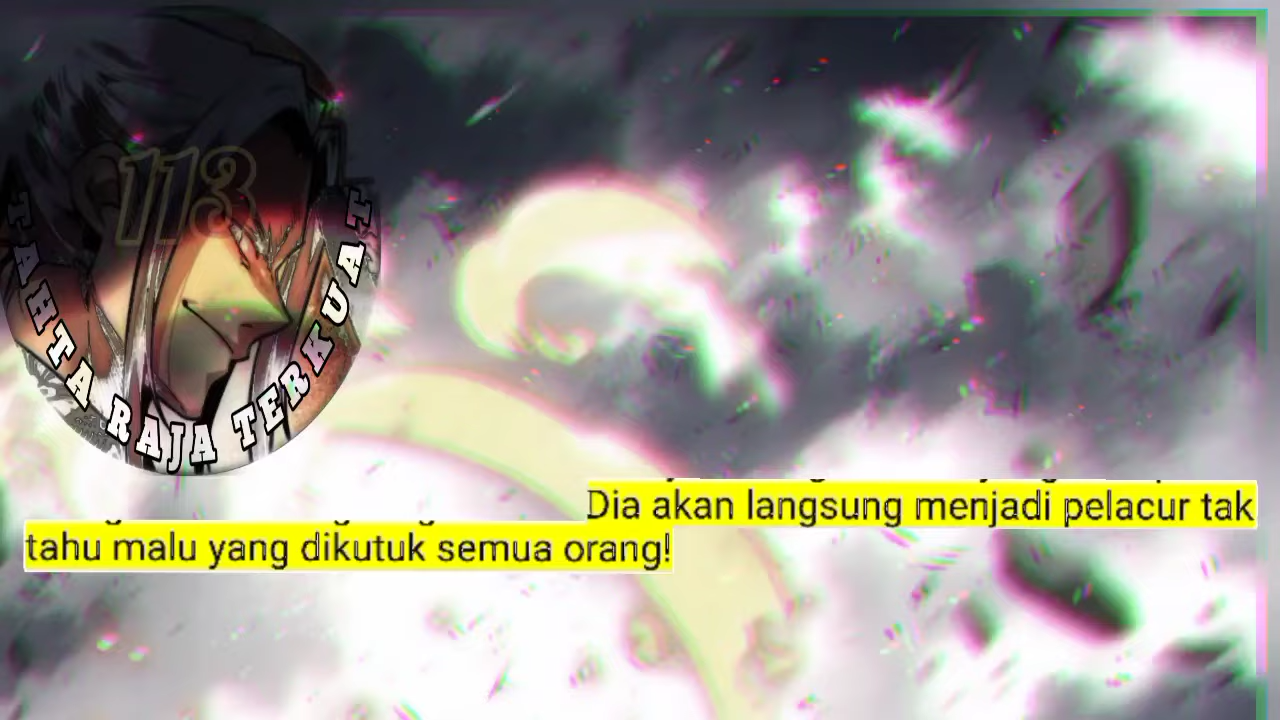 113
TAHTA RAJA TERKUAT
Dia akan langsung menjadi pelacur tak
tahu malu yang dikutuk semua orang!